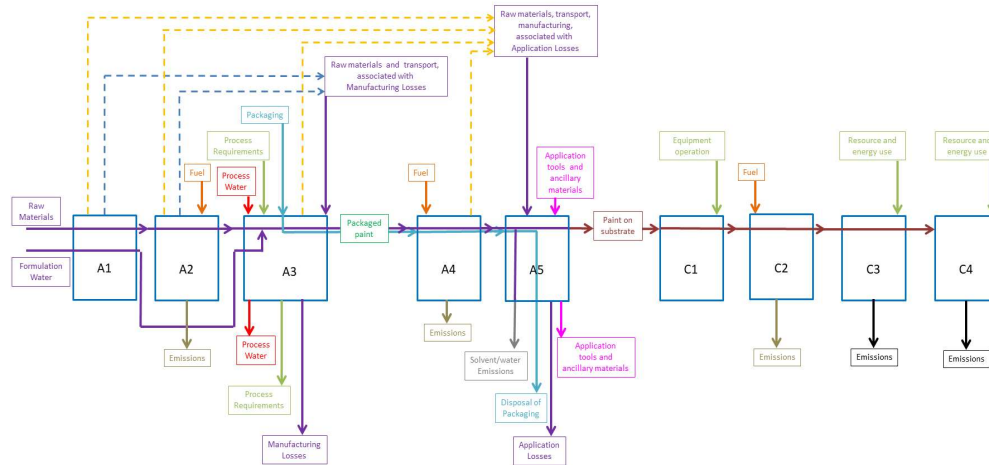 Raw materials, transport,
manufacturing,
associated with
Application Losses
Raw materials and transport,
associated with
Manufacturing Losses
Packaging
Process
Requirements
Equipment
operation
Resource and
energy use
Resource and
energy use
Fuel
Process
Water
Fuel
Application
tools and
ancillary
materials
Fuel
Raw
Materials
Packaged
paint
Paint on
substrate
Formulation
Water
A1
A2
A3
A4
A5
C1
C2
C3
C4
Emissions
Process
Water
Emissions
Solvent/water
Emissions
Application
tools and
ancillary materials
Emissions
Emissions
Emissions
Process
Requirements
Disposal of
Packaging
Manufacturing
Losses
Application
Losses